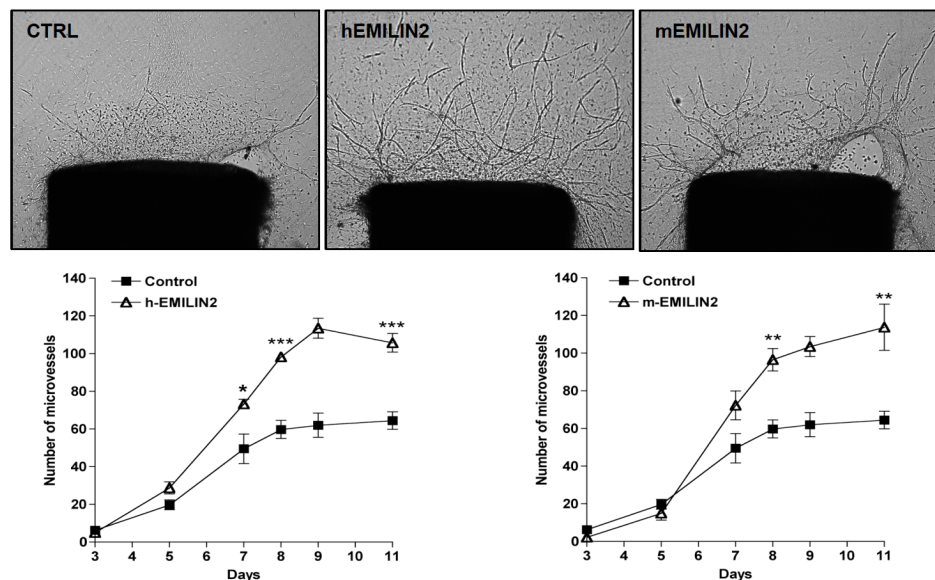 CTRL
hEMILIN2
mEMILIN2
140
120
100
80
60
40
20
0
Number of microvessels
Control
h-EMILIN2
*
***
***
3 4 5 6 7 8 9 10 11
Days
140
120
100
80
60
40
20
0
Number of microvessels
Control
m-EMILIN2
**
**
3 4 5 6 7 8 9 10 11
Days